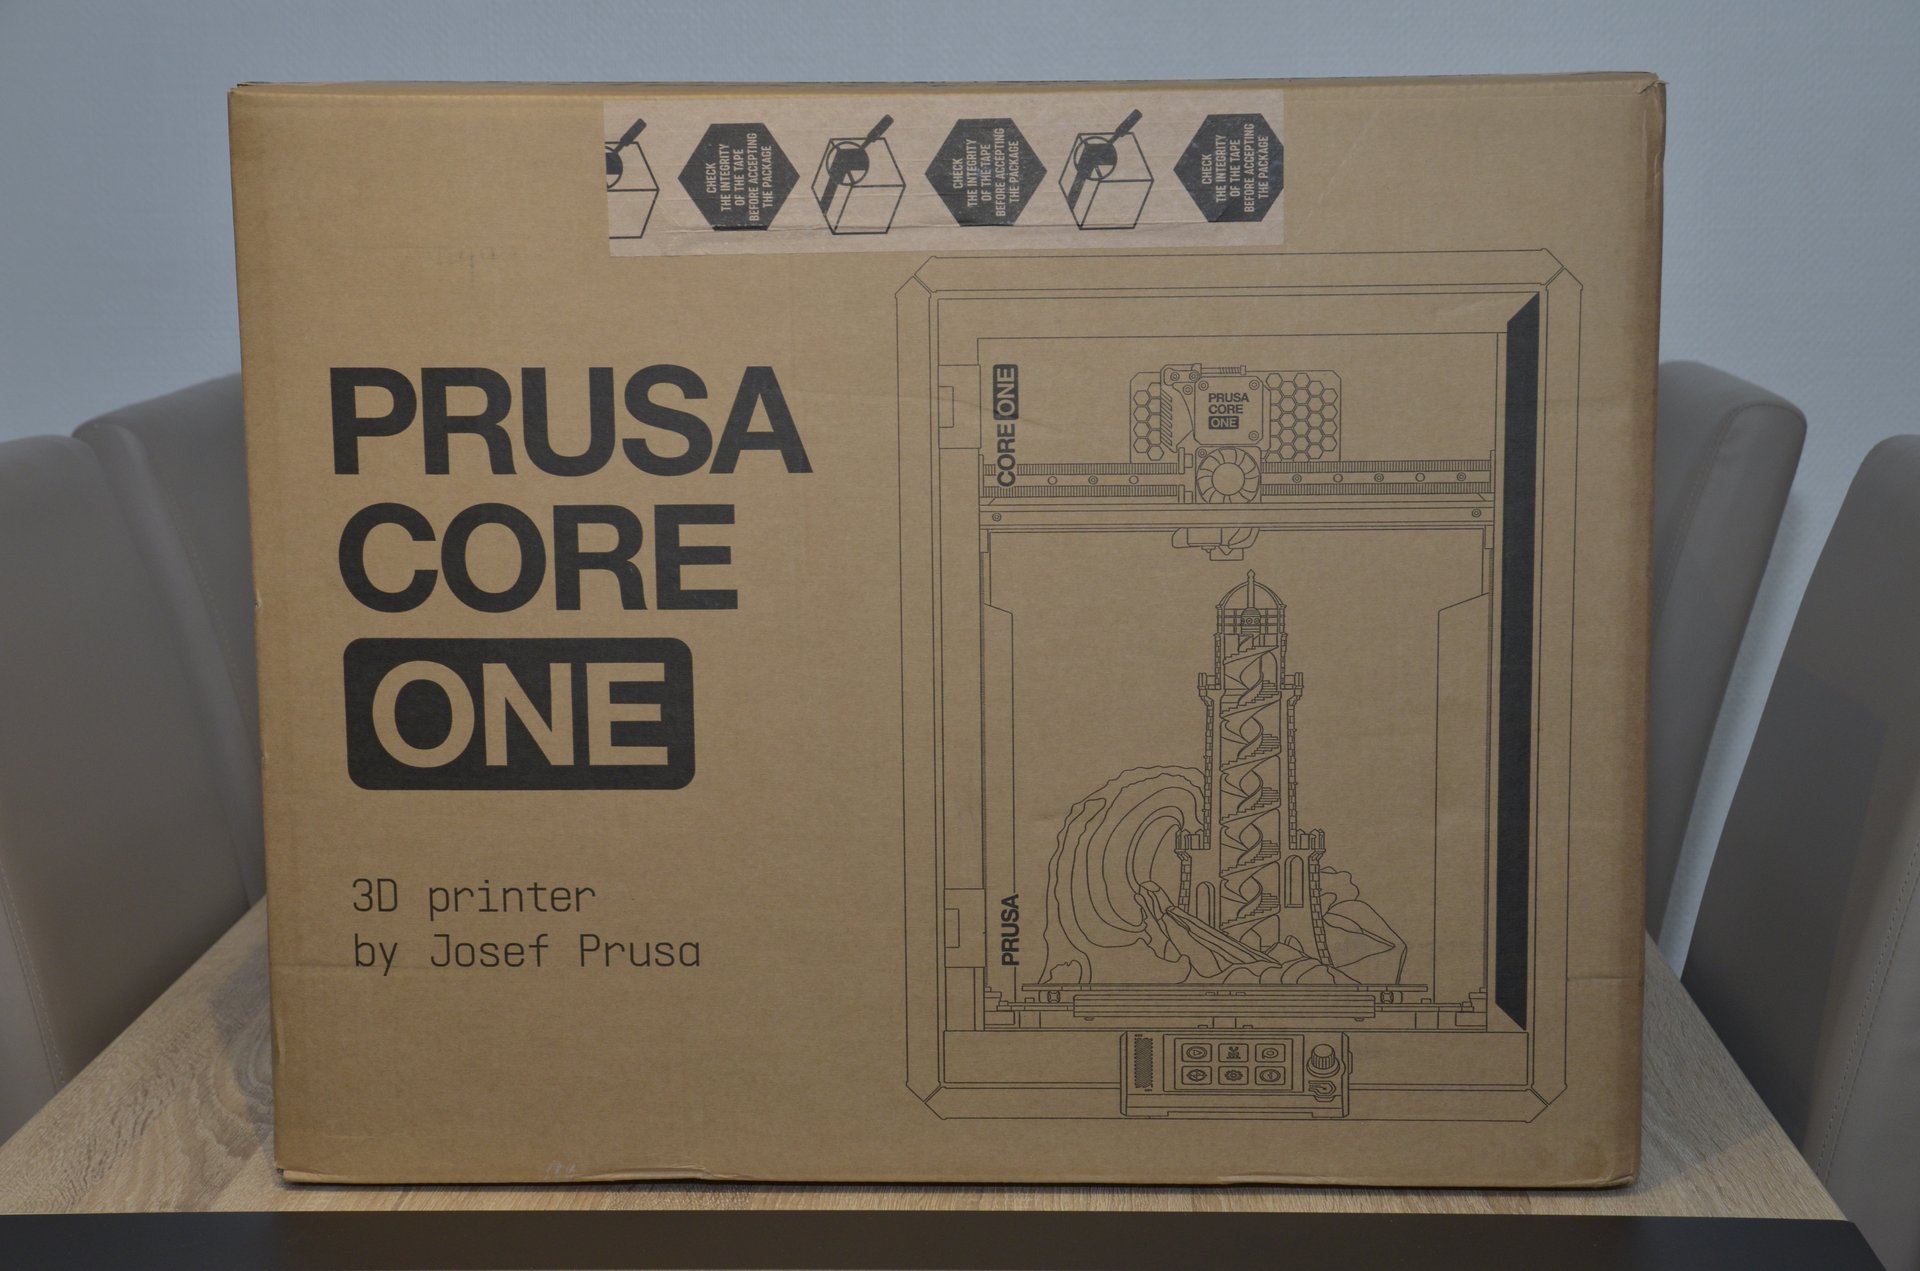 CHECK
THE INTEGRITY
OF THE TAPE
BEFORE ACCEPTING
THE PACKAGE
CHECK
THE INTEGRITY
OF THE TAPE
BEFORE ACCEPTING
THE PACKAGE
CHECK
THE INTEGRITY
OF THE TAPE
BEFORE ACCEPTING
THE PACKAGE
PRUSA
CORE
ONE
3D printer
by Josef Prusa
CORE ONE
PRUSA
CORE
ONE
PRUSA